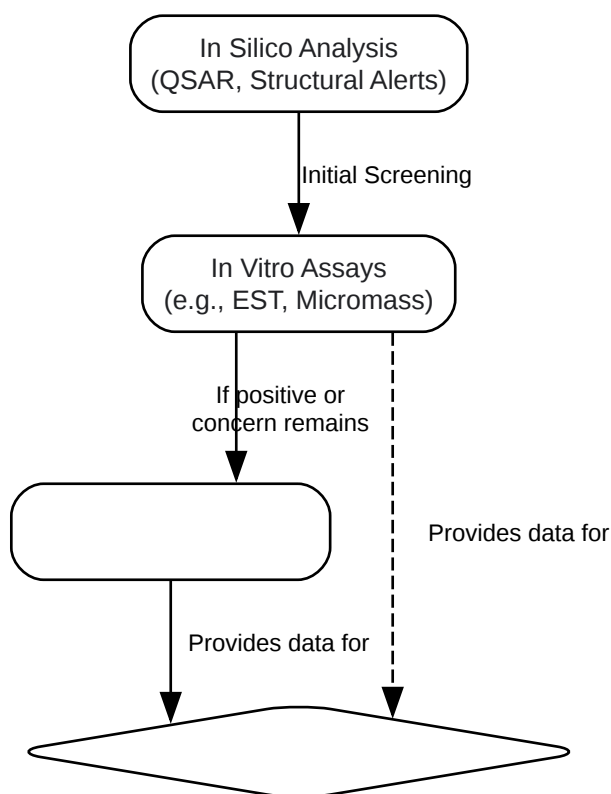 In Silico Analysis
(QSAR, Structural Alerts)
Initial Screening
In Vitro Assays
(e.g., EST, Micromass)
If positive or
concern remains
Provides data for
Provides data for